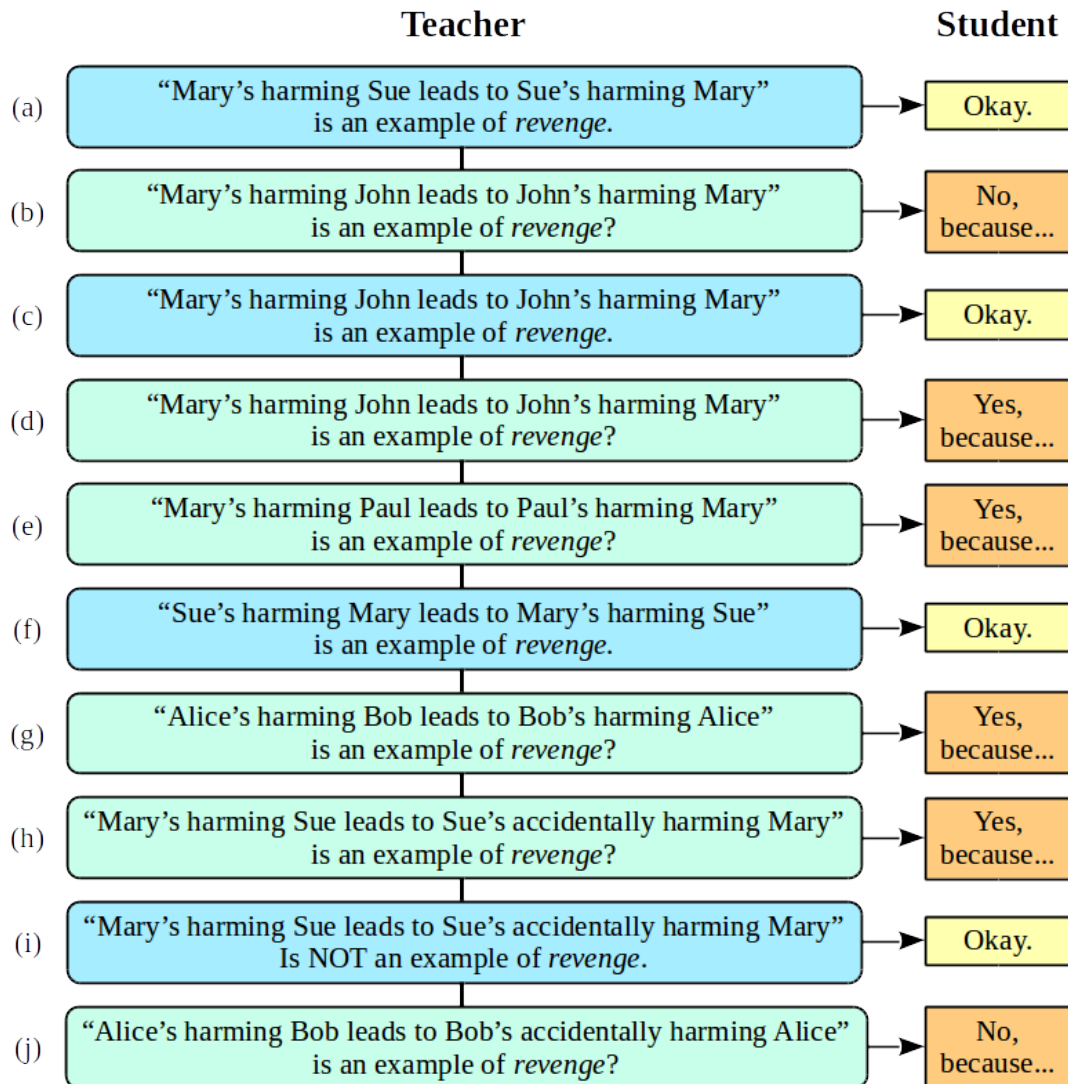 Teacher Student
(a) “Mary’s harming Sue leads to Sue’s harming Mary”
is an example of revenge.
Okay.
(b) “Mary’s harming John leads to John’s harming Mary”
is an example of revenge?
No,
because...
(c) “Mary’s harming John leads to John’s harming Mary”
is an example of revenge.
Okay.
(d) “Mary’s harming John leads to John’s harming Mary”
is an example of revenge?
Yes,
because...
(e) “Mary’s harming Paul leads to Paul’s harming Mary”
is an example of revenge?
Yes,
because...
(f) “Sue’s harming Mary leads to Mary’s harming Sue”
is an example of revenge.
Okay.
(g) “Alice’s harming Bob leads to Bob’s harming Alice”
is an example of revenge?
Yes,
because...
(h) “Mary’s harming Sue leads to Sue’s accidentally harming Mary”
is an example of revenge?
Yes,
because...
(i) “Mary’s harming Sue leads to Sue’s accidentally harming Mary”
Is NOT an example of revenge.
Okay.
(j) “Alice’s harming Bob leads to Bob’s accidentally harming Alice”
is an example of revenge?
No,
because...